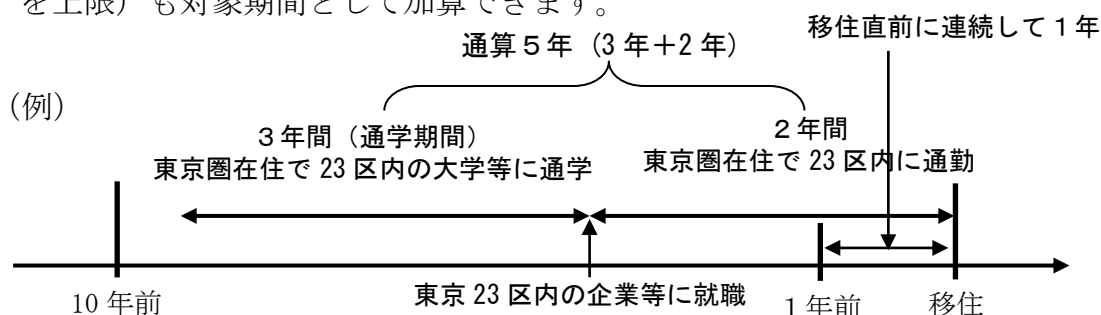 を上限）も対象期間として加算できます。
移住直前に連続して１年
通算５年（3 年＋2 年）
（例）
３年間（通学期間）
東京圏在住で 23 区内の大学等に通学
２年間
東京圏在住で 23 区内に通勤
10 年前
東京 23 区内の企業等に就職
１年前
移住